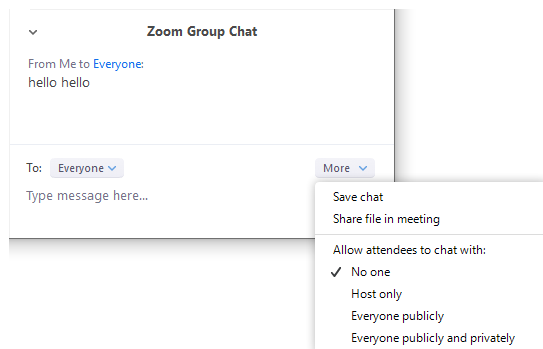 Zoom Group Chat
From Me to Everyone:
hello hello
To: Everyone More
Type message here...
Save chat
Share file in meeting
Allow attendees to chat with:
No one
Host only
Everyone publicly
Everyone publicly and privately